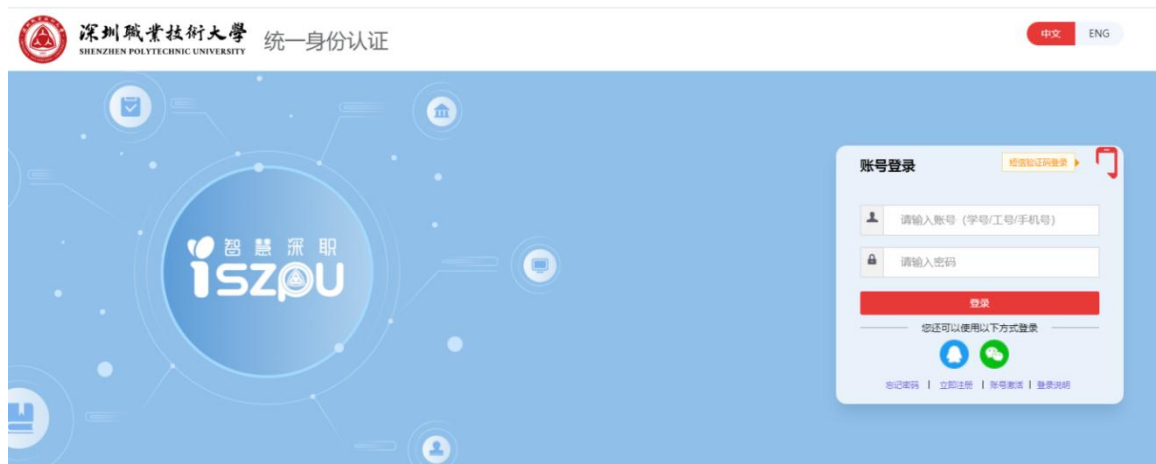 深圳職業技術大學
SHENZHEN POLYTECHNIC UNIVERSITY
统一身份认证
中文 ENG
账号登录
短信验证码登录
智慧深职
iszpu
请输入账号（学号/工号/手机号）
请输入密码
登录
您还可以使用以下方式登录
忘记密码 | 立即注册 | 账号激活 | 登录说明